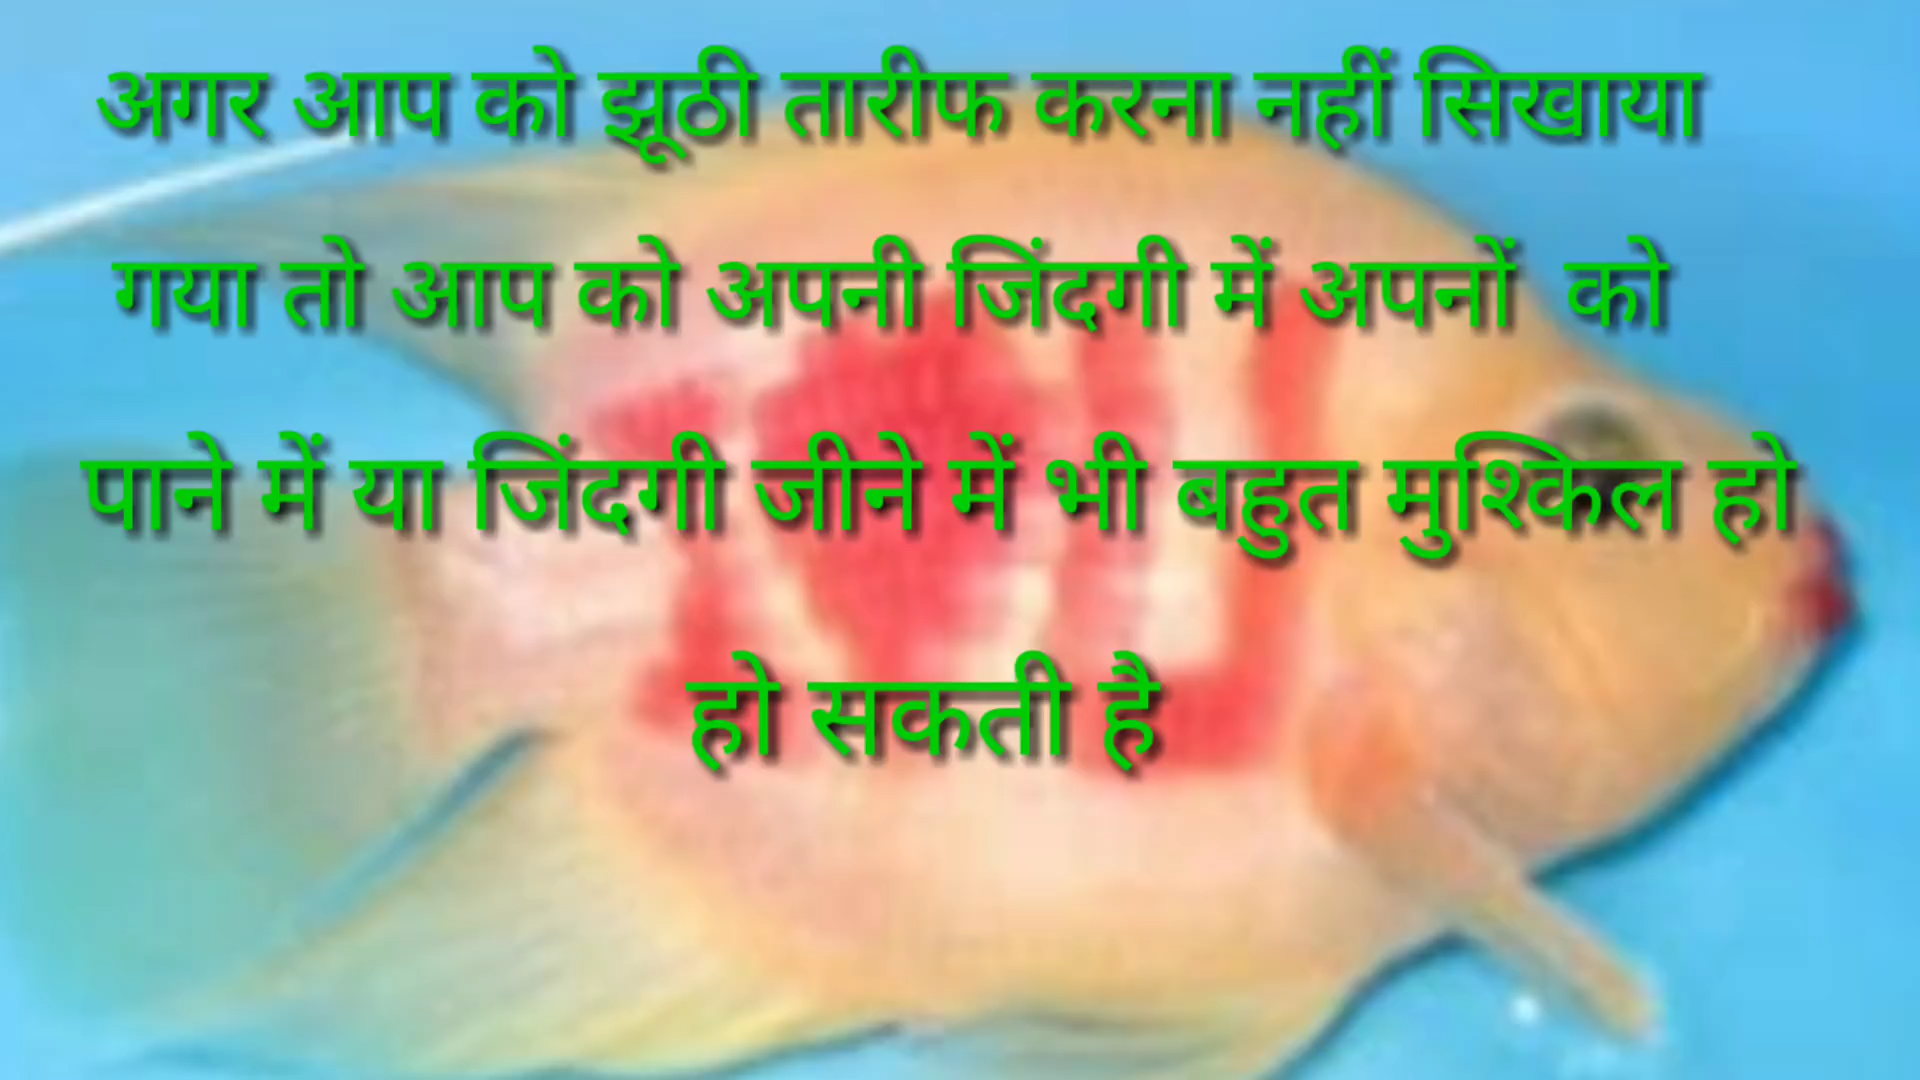 अगर आप को झूठी तारीफ करना नहीं सिखाया
गया तो आप को अपनी जिंदगी में अपनों को
पाने में या जिंदगी जीने में भी बहुत मुश्किल हो
हो सकती है